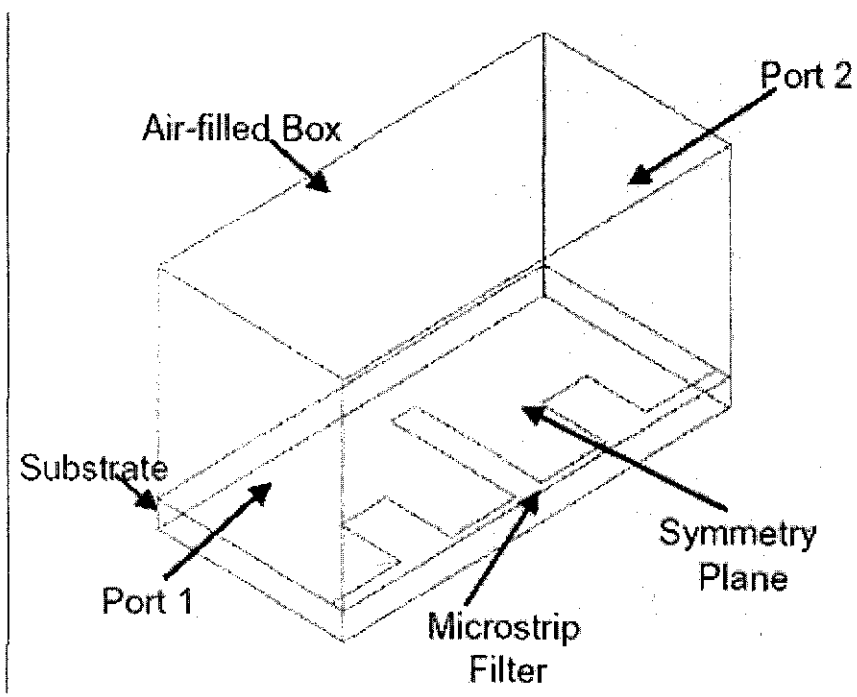 Port 2
Air-filled Box
Substrate
Port 1
Symmetry
Plane
Microstrip
Filter